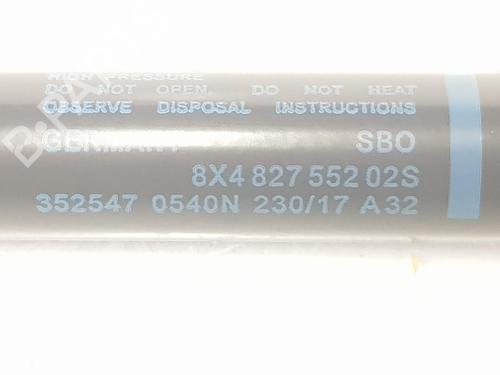 HIGH PRESSURE
DO NOT OPEN, DO NOT HEAT
OBSERVE DISPOSAL INSTRUCTIONS
GERMANY SBO
8X4 827 552 02S
352547 0540N 230/17 A32
B-PARTS